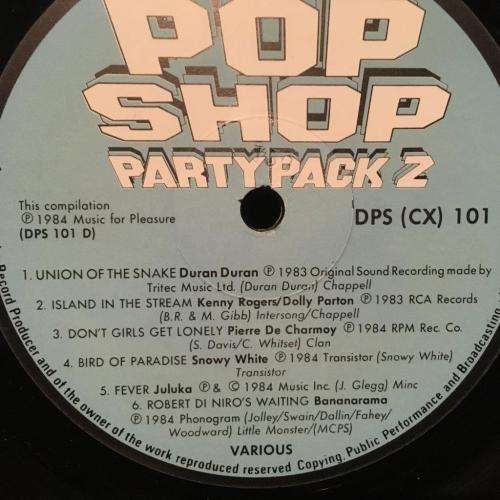 POP
SHOP
PARTY PACK 2
This compilation
℗ 1984 Music for Pleasure
(DPS 101 D)
DPS (CX) 101
1. UNION OF THE SNAKE Duran Duran ℗ 1983 Original Sound Recording made by
Tritec Music Ltd. (Duran Duran) Chappell
2. ISLAND IN THE STREAM Kenny Rogers/Dolly Parton ℗ 1983 RCA Records
(B.R. & M. Gibb) Intersong/Chappell
3. DON'T GIRLS GET LONELY Pierre De Charmoy ℗ 1984 RPM Rec. Co.
(S. Davis/C. Whitset) Clan
4. BIRD OF PARADISE Snowy White ℗ 1984 Transistor (Snowy White)
Transistor
5. FEVER Juluka ℗ & © 1984 Music Inc. (J. Glegg) Minc
6. ROBERT DI NIRO'S WAITING Bananarama
℗ 1984 Phonogram (Jolley/Swain/Dallin/Fahey/
Woodward) Little Monster/(MCPS)
VARIOUS
Record Producer and of the owner of the work reproduced reserved Copying, Public Performance and Broadcasting